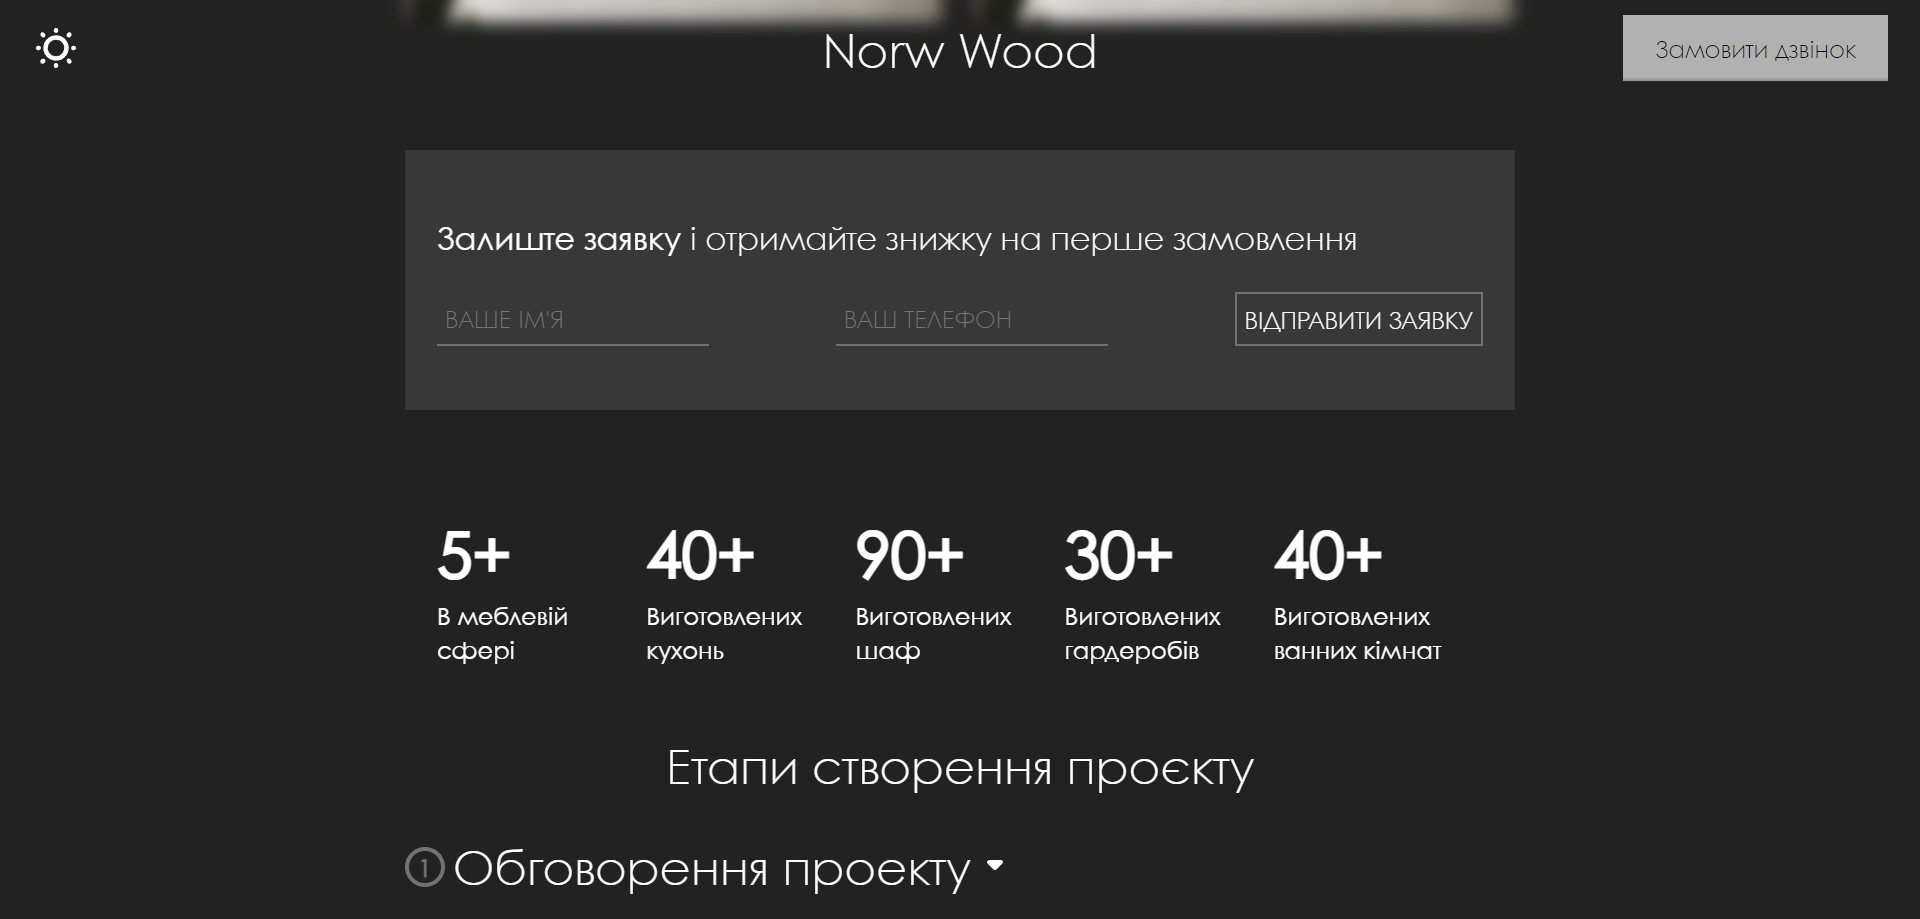 Norw Wood
Замовити дзвінок
Залиште заявку і отримайте знижку на перше замовлення
ВАШЕ ІМ'Я
ВАШ ТЕЛЕФОН
ВІДПРАВИТИ ЗАЯВКУ
5+
В меблевій
сфері
40+
Виготовлених
кухонь
90+
Виготовлених
шаф
30+
Виготовлених
гардеробів
40+
Виготовлених
ванних кімнат
Етапи створення проєкту
1 Обговорення проекту